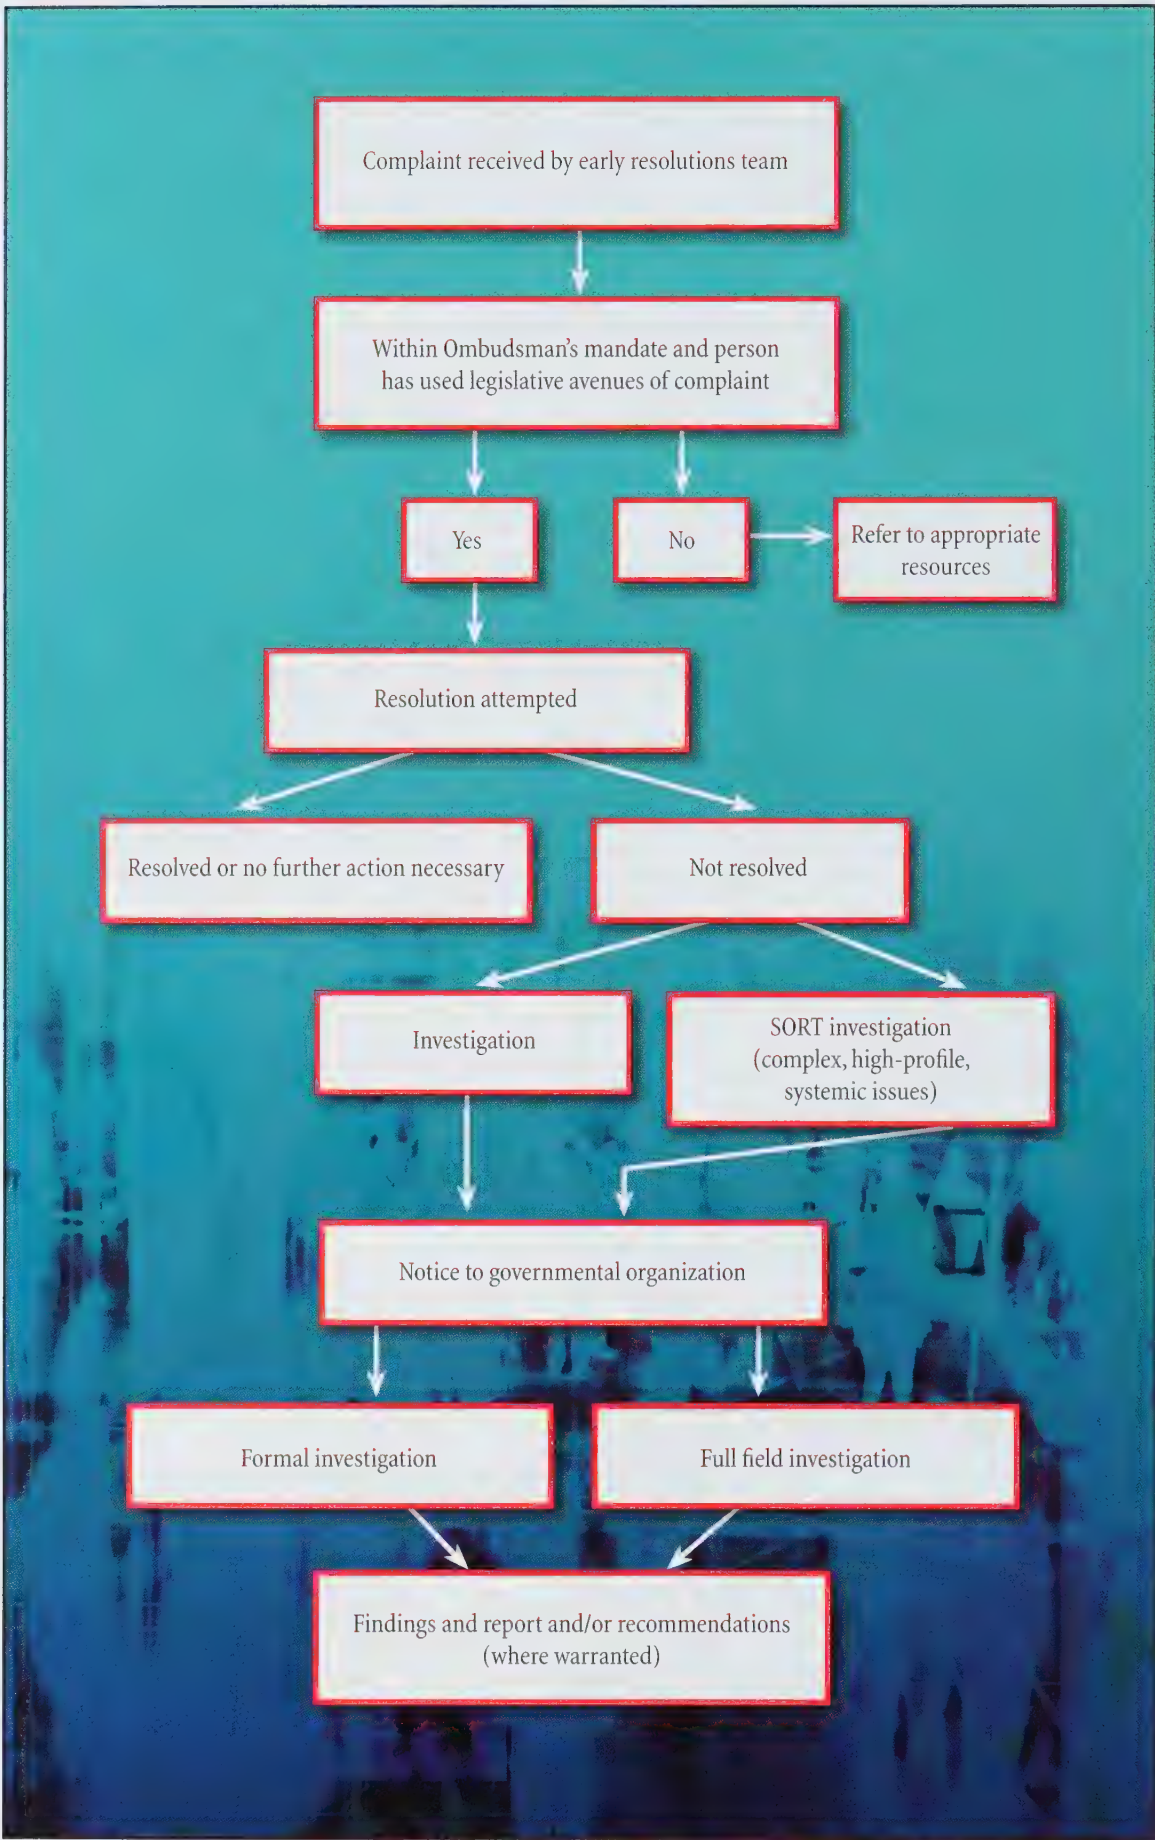 Complaint received by early resolutions team
Within Ombudsman's mandate and person
has used legislative avenues of complaint
Yes
No
Refer to appropriate
resources
Resolution attempted
Resolved or no further action necessary
Not resolved
Investigation
SORT investigation
(complex, high-profile,
systemic issues)
Notice to governmental organization
Formal investigation
Full field investigation
Findings and report and/or recommendations
(where warranted)